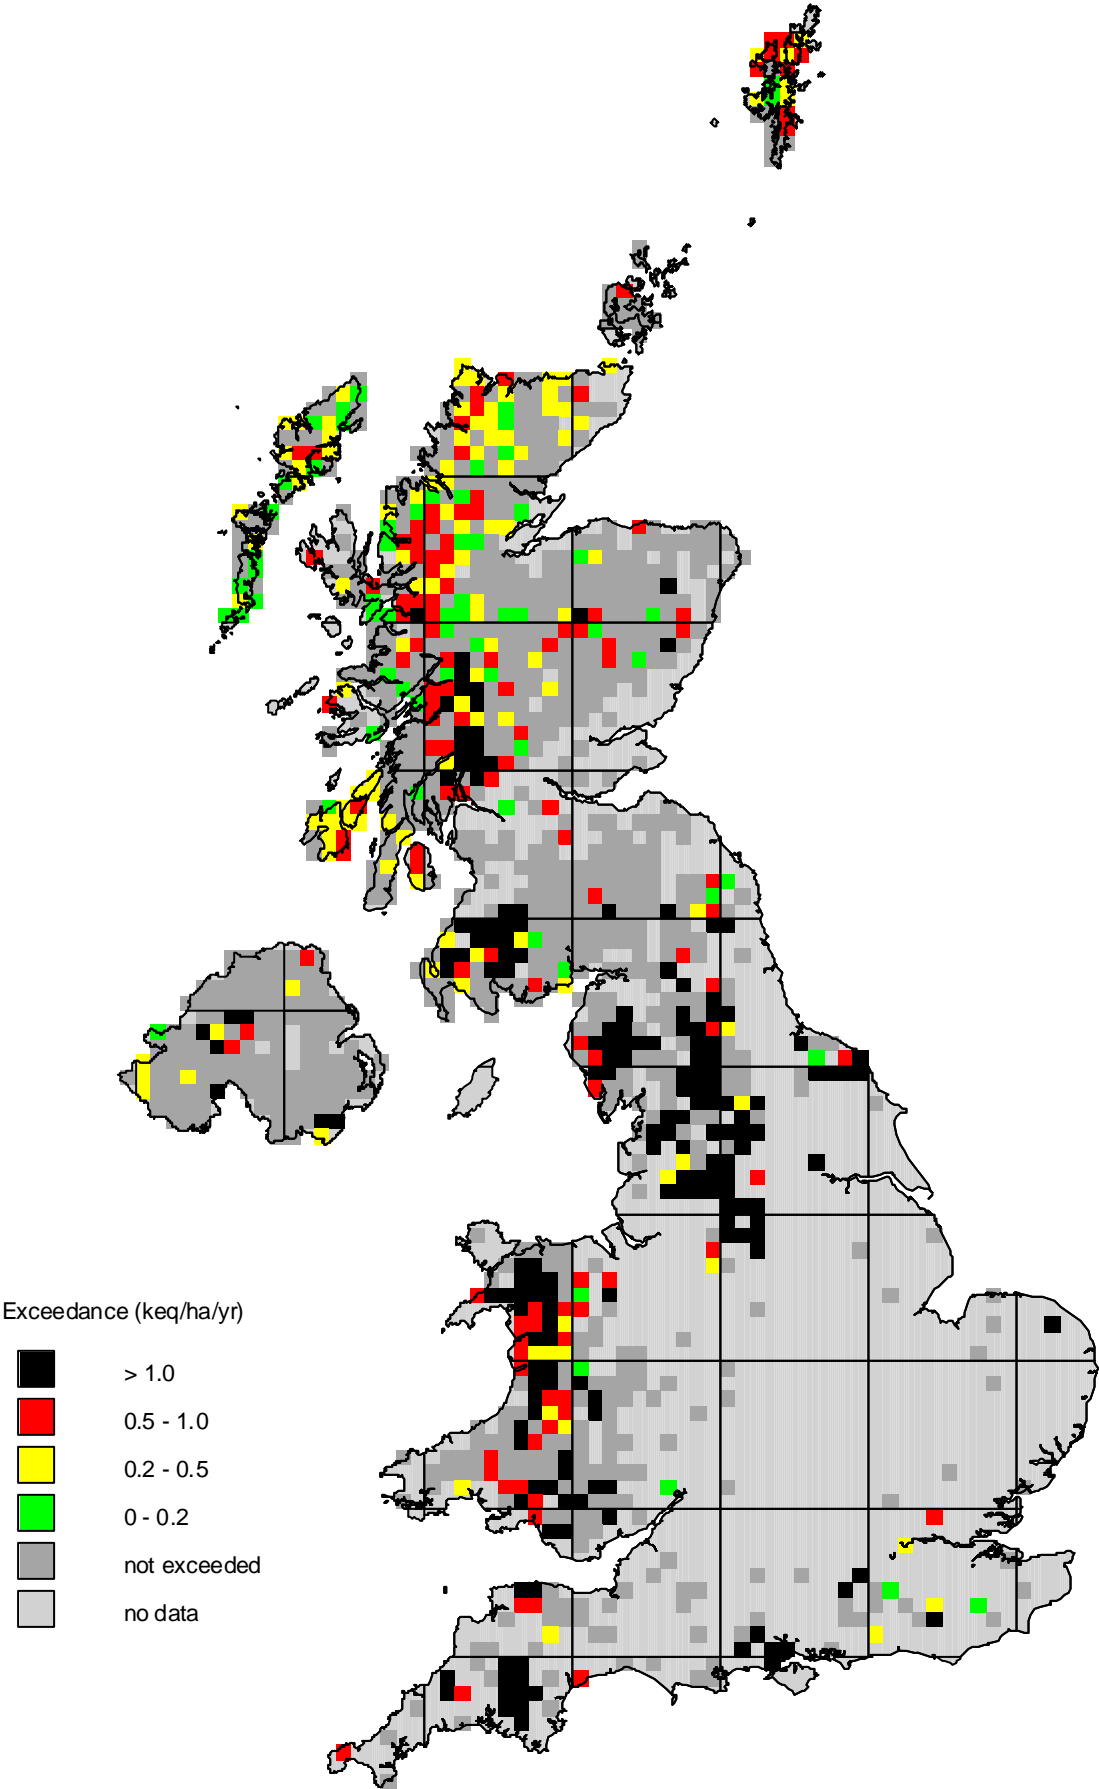 Exceedance (keq/ha/yr)
> 1.0
0.5 - 1.0
0.2 - 0.5
0 - 0.2
not exceeded
no data